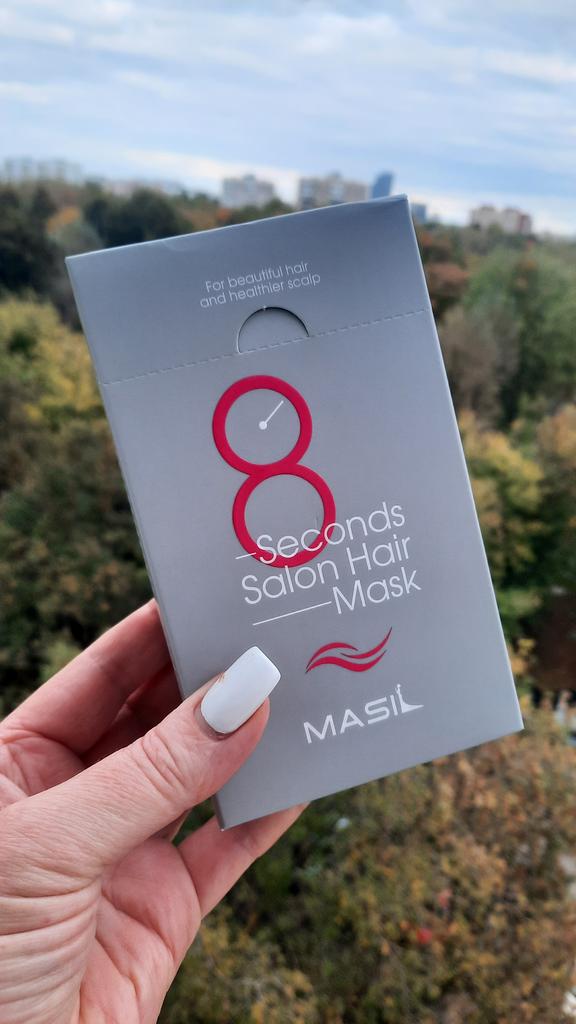 For beautiful hair
and healthier scalp
8
Seconds
Salon Hair
Mask
MASIL